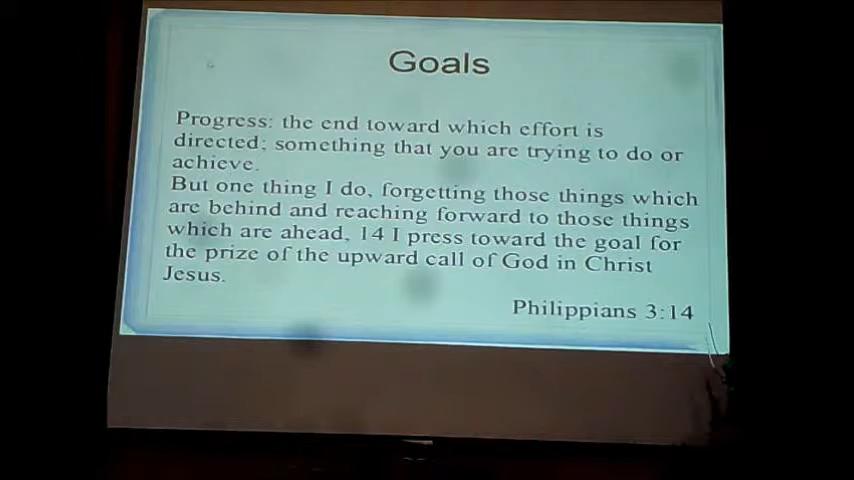 Goals
Progress: the end toward which effort is
directed; something that you are trying to do or
achieve.
But one thing I do, forgetting those things which
are behind and reaching forward to those things
which are ahead, 14 I press toward the goal for
the prize of the upward call of God in Christ
Jesus.
Philippians 3:14